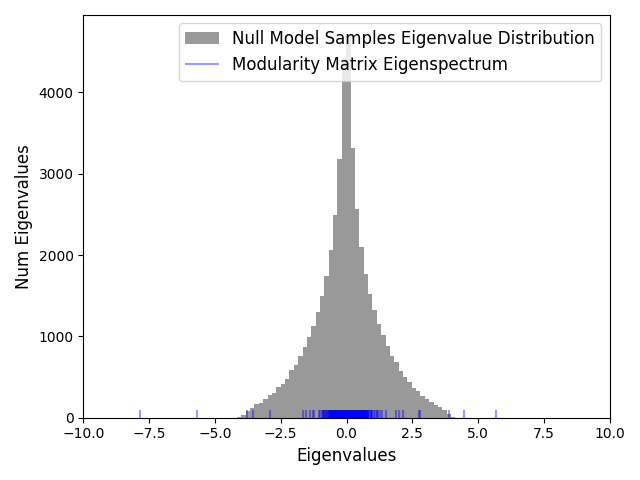 Null Model Samples Eigenvalue Distribution
Modularity Matrix Eigenspectrum
4000
3000
2000
1000
0
Num Eigenvalues
−10.0 −7.5 −5.0 −2.5 0.0 2.5 5.0 7.5 10.0
Eigenvalues